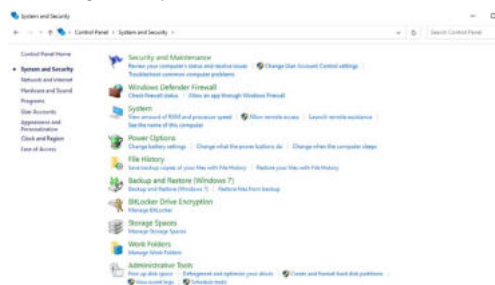 System and Security
Control Panel > System and Security >
Search Control Panel
Control Panel Home
System and Security
Network and Internet
Hardware and Sound
Programs
User Accounts
Appearance and
Personalization
Clock and Region
Ease of Access
Security and Maintenance
Review your computer's status and resolve issues | Change User Account Control settings
Troubleshoot common computer problems
Windows Defender Firewall
Check firewall status | Allow an app through Windows Firewall
System
View amount of RAM and processor speed | Allow remote access | Launch remote assistance
See the name of this computer
Power Options
Change battery settings | Change what the power buttons do | Change when the computer sleeps
File History
Save backup copies of your files with File History | Restore your files with File History
Backup and Restore (Windows 7)
Backup and Restore (Windows 7) | Restore files from backup
BitLocker Drive Encryption
Manage BitLocker
Storage Spaces
Manage Storage Spaces
Work Folders
Manage Work Folders
Administrative Tools
Free up disk space | Defragment and optimize your drives | Create and format hard disk partitions
View event logs | Schedule tasks